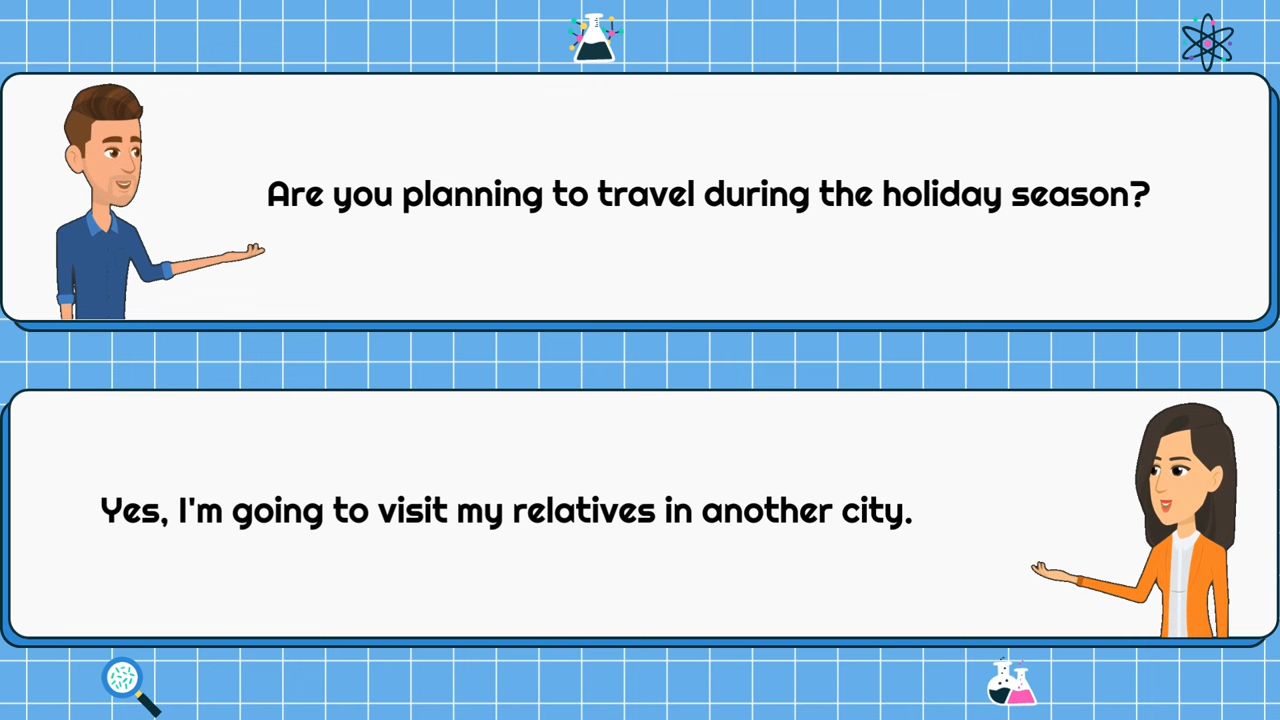 Are you planning to travel during the holiday season?
Yes, I'm going to visit my relatives in another city.